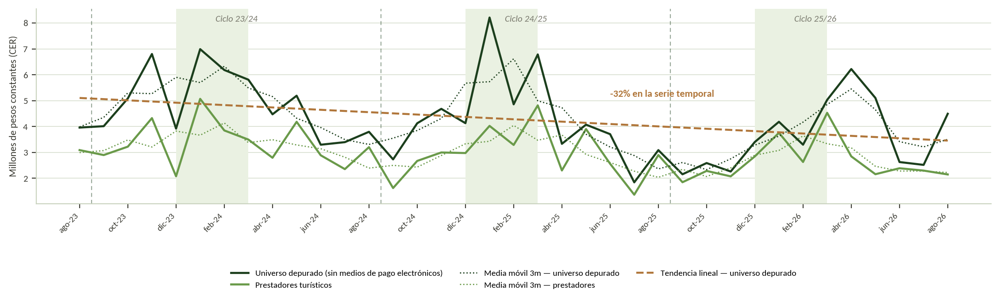 Ciclo 23/24
Ciclo 24/25
Ciclo 25/26
Millones de pesos constantes (CER)
8
7
6
5
4
3
2
-32% en la serie temporal
ago-23
oct-23
dic-23
feb-24
abr-24
jun-24
ago-24
oct-24
dic-24
feb-25
abr-25
jun-25
ago-25
oct-25
dic-25
feb-26
abr-26
jun-26
ago-26
Universo depurado (sin medios de pago electrónicos)
Prestadores turísticos
Media móvil 3m — universo depurado
Media móvil 3m — prestadores
Tendencia lineal — universo depurado